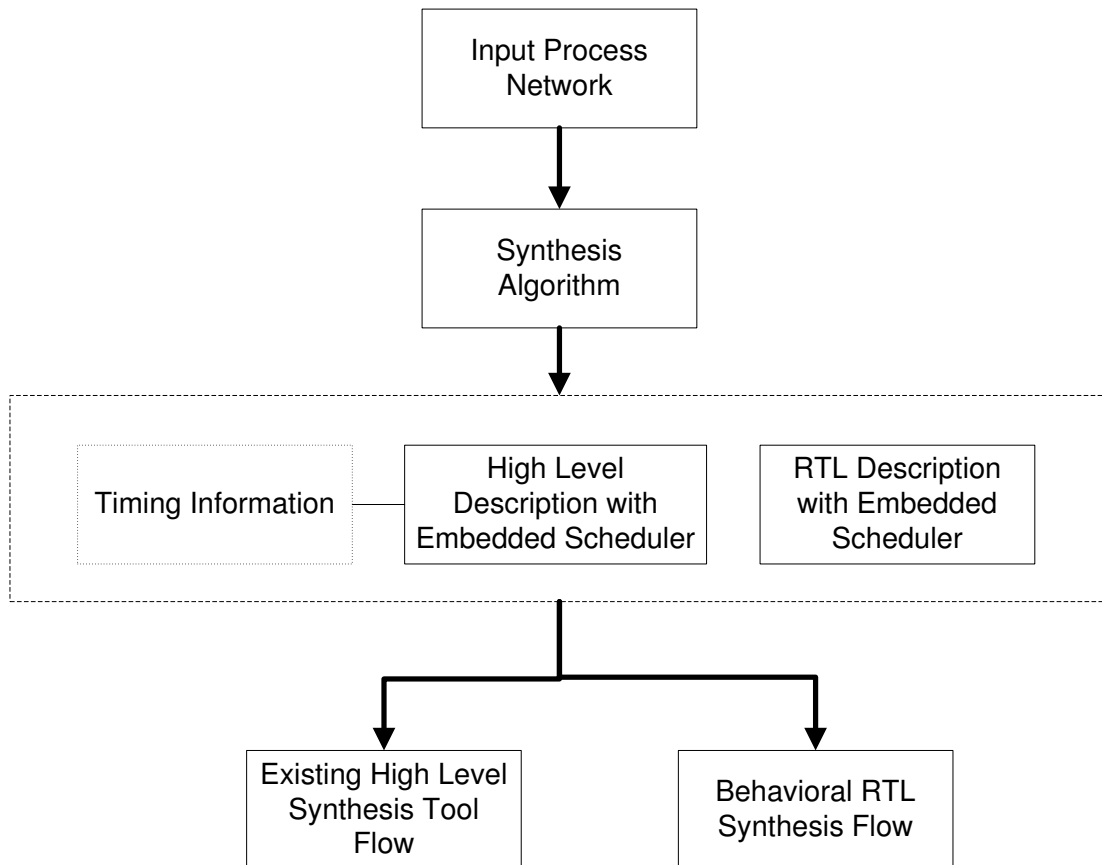 Input Process
Network
Synthesis
Algorithm
Timing Information
High Level
Description with
Embedded Scheduler
RTL Description
with Embedded
Scheduler
Existing High Level
Synthesis Tool
Flow
Behavioral RTL
Synthesis Flow